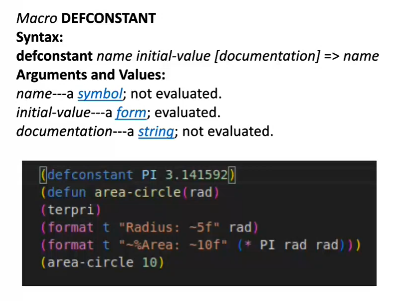 Macro DEFCONSTANT
Syntax:
defconstant name initial-value [documentation] => name
Arguments and Values:
name---a symbol; not evaluated.
initial-value---a form; evaluated.
documentation---a string; not evaluated.
(defconstant PI 3.141592)
(defun area-circle(rad)
(terpri)
(format t "Radius: ~5f" rad)
(format t "~%Area: ~10f" (* PI rad rad)))
(area-circle 10)